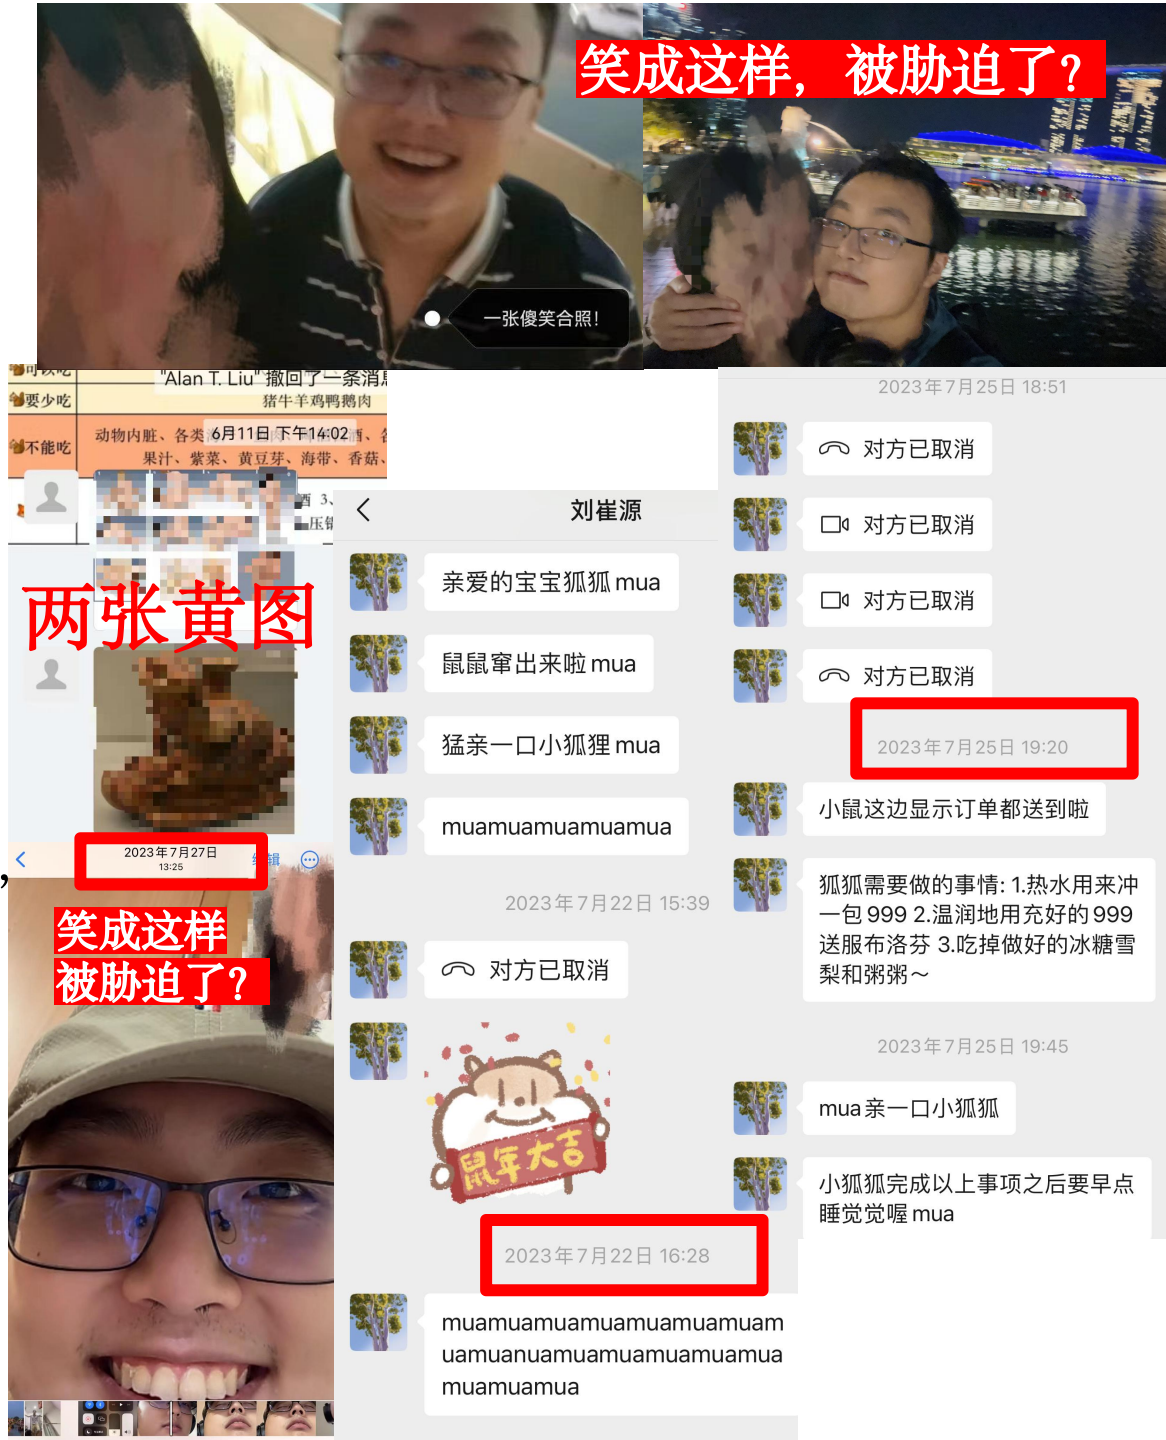 笑成这样，被胁迫了？
一张傻笑合照！
可以吃
"Alan T. Liu" 撤回了一条消息
要少吃
猪牛羊鸡鸭鹅肉
6月11日 下午14:02
不能吃
动物内脏、各类
果汁、紫菜、黄豆芽、海带、香菇、
酒 3、
压锅
两张黄图
2023年7月27日
13:25
编辑
笑成这样
被胁迫了？
刘崔源
亲爱的宝宝狐狐mua
鼠鼠窜出来啦mua
猛亲一口小狐狸mua
muamuamuamuamua
2023年7月22日 15:39
对方已取消
鼠年大吉
2023年7月22日 16:28
muamuamuamuamuamuamuam
uamuanuamuamuamuamuamua
muamuamua
2023年7月25日 18:51
对方已取消
对方已取消
对方已取消
对方已取消
2023年7月25日 19:20
小鼠这边显示订单都送到啦
狐狐需要做的事情: 1.热水用来冲
一包999 2.温润地用充好的999
送服布洛芬 3.吃掉做好的冰糖雪
梨和粥粥～
2023年7月25日 19:45
mua亲一口小狐狐
小狐狐完成以上事项之后要早点
睡觉觉喔mua